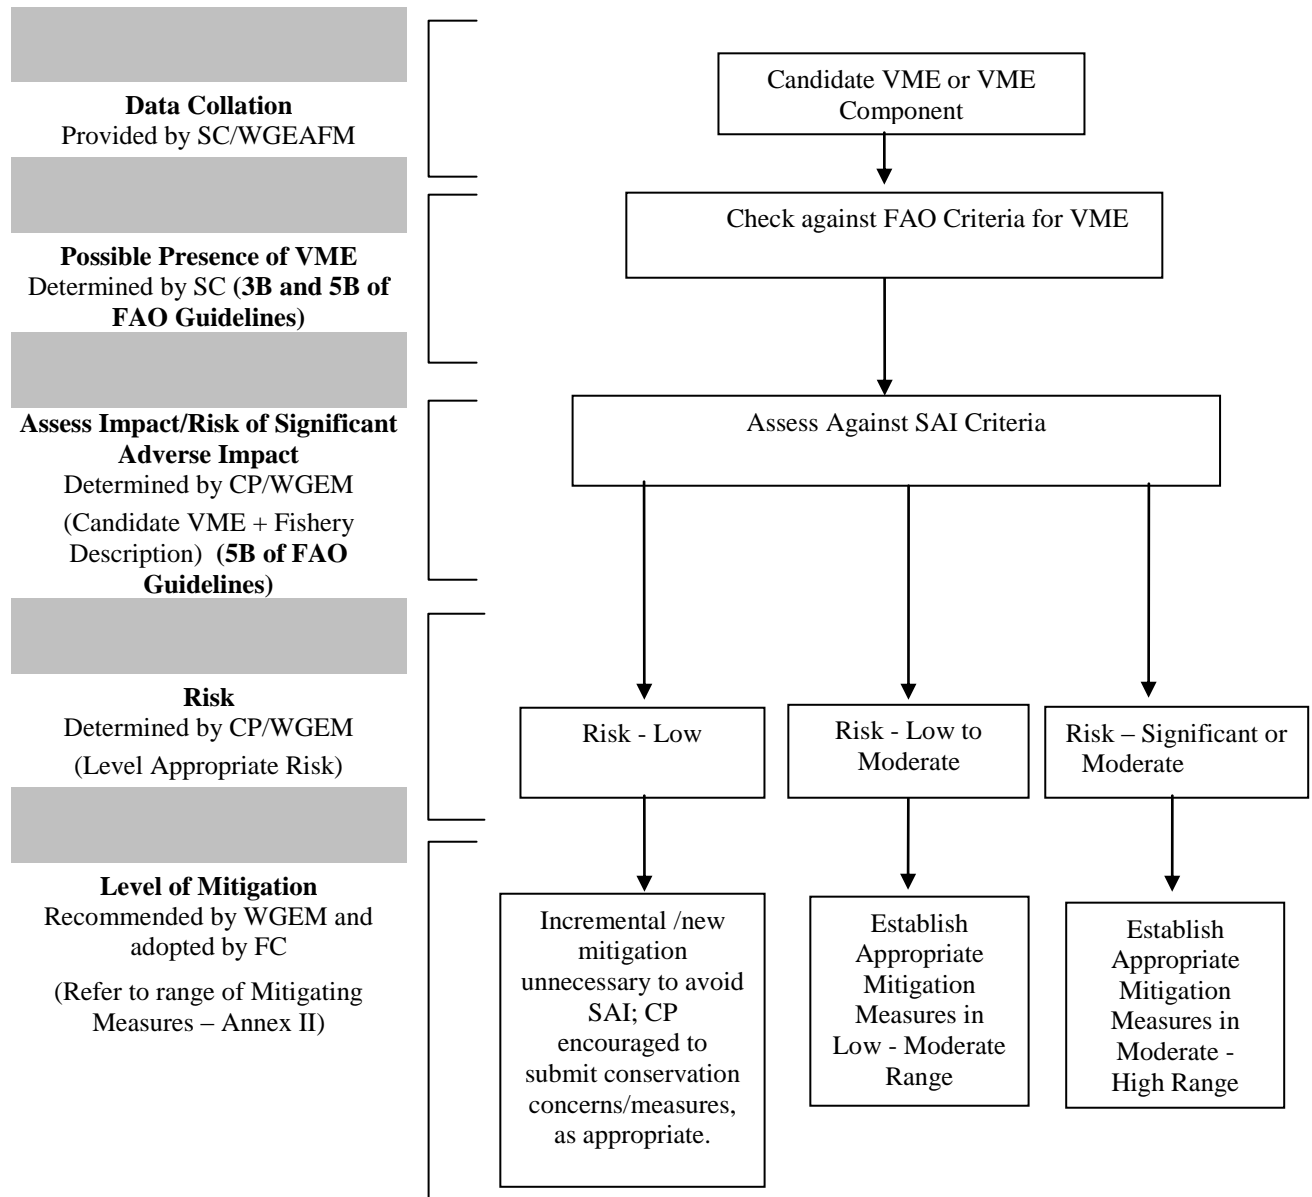 Data Collation
Provided by SC/WGEAFM
Possible Presence of VME
Determined by SC (3B and 5B of
FAO Guidelines)
Assess Impact/Risk of Significant
Adverse Impact
Determined by CP/WGEM
(Candidate VME + Fishery
Description) (5B of FAO
Guidelines)
Risk
Determined by CP/WGEM
(Level Appropriate Risk)
Level of Mitigation
Recommended by WGEM and
adopted by FC
(Refer to range of Mitigating
Measures – Annex II)
Candidate VME or VME
Component
Check against FAO Criteria for VME
Assess Against SAI Criteria
Risk - Low
Risk - Low to
Moderate
Risk – Significant or
Moderate
Incremental /new
mitigation
unnecessary to avoid
SAI; CP
encouraged to
submit conservation
concerns/measures,
as appropriate.
Establish
Appropriate
Mitigation
Measures in
Low - Moderate
Range
Establish
Appropriate
Mitigation
Measures in
Moderate -
High Range